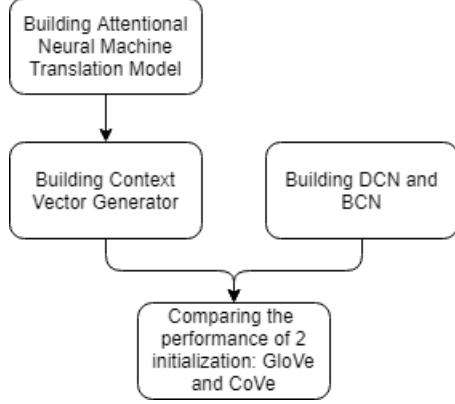 Building Attentional
Neural Machine
Translation Model
Building Context
Vector Generator
Building DCN and
BCN
Comparing the
performance of 2
initialization: GloVe
and CoVe